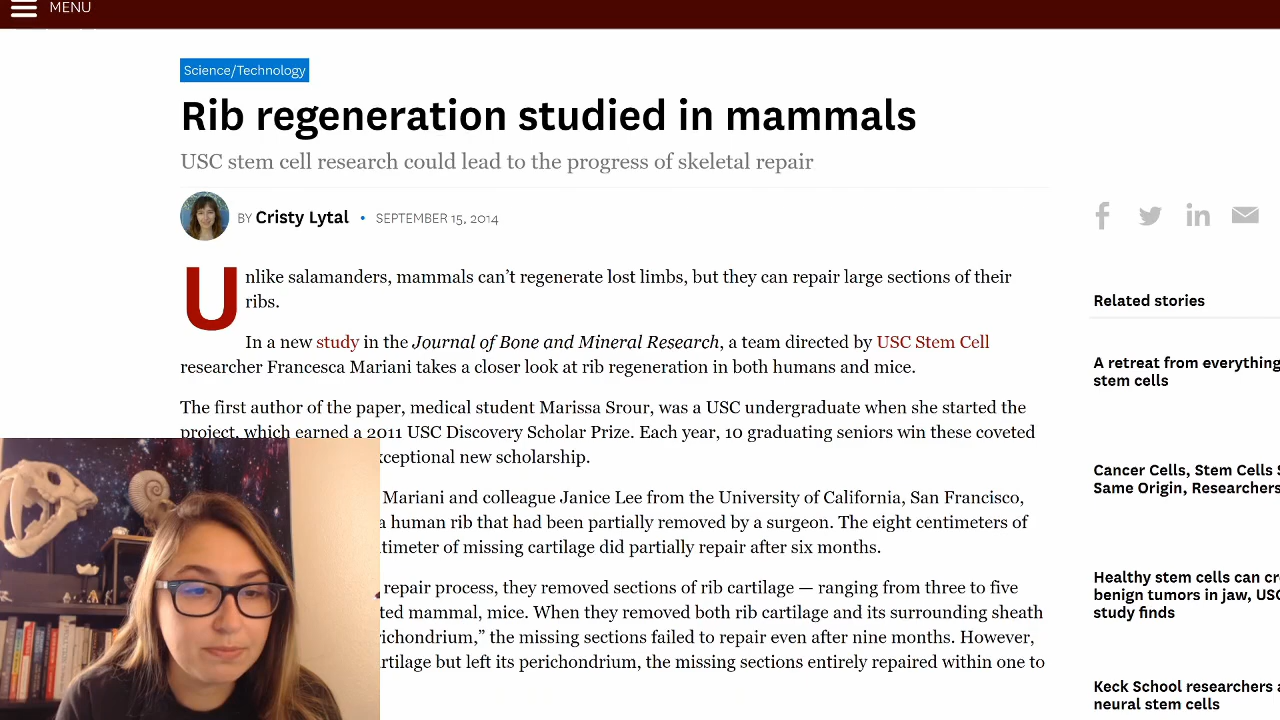 MENU
Science/Technology
Rib regeneration studied in mammals
USC stem cell research could lead to the progress of skeletal repair
BY Cristy Lytal • SEPTEMBER 15, 2014
Unlike salamanders, mammals can’t regenerate lost limbs, but they can repair large sections of their
ribs.
In a new study in the Journal of Bone and Mineral Research, a team directed by USC Stem Cell
researcher Francesca Mariani takes a closer look at rib regeneration in both humans and mice.
The first author of the paper, medical student Marissa Srour, was a USC undergraduate when she started the
project, which earned a 2011 USC Discovery Scholar Prize. Each year, 10 graduating seniors win these coveted
exceptional new scholarship.
Mariani and colleague Janice Lee from the University of California, San Francisco,
a human rib that had been partially removed by a surgeon. The eight centimeters of
timeter of missing cartilage did partially repair after six months.
repair process, they removed sections of rib cartilage — ranging from three to five
ted mammal, mice. When they removed both rib cartilage and its surrounding sheath
richondrium,” the missing sections failed to repair even after nine months. However,
rtilage but left its perichondrium, the missing sections entirely repaired within one to
Related stories
A retreat from everything
stem cells
Cancer Cells, Stem Cells S
Same Origin, Researchers
Healthy stem cells can cr
benign tumors in jaw, USC
study finds
Keck School researchers a
neural stem cells